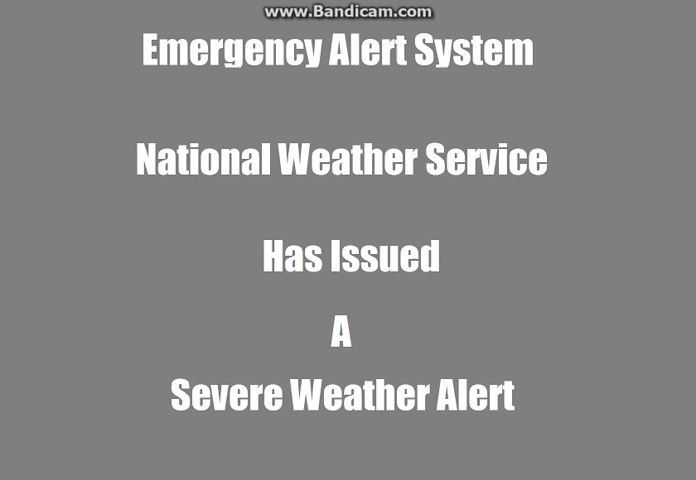 www.Bandicam.com
Emergency Alert System
National Weather Service
Has Issued
A
Severe Weather Alert